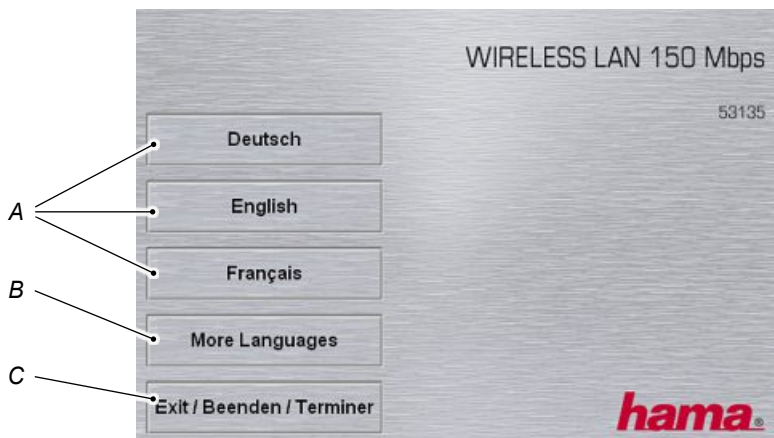 WIRELESS LAN 150 Mbps
53135
Deutsch
A
English
Français
B
More Languages
C
Exit / Beenden / Terminer
hama®